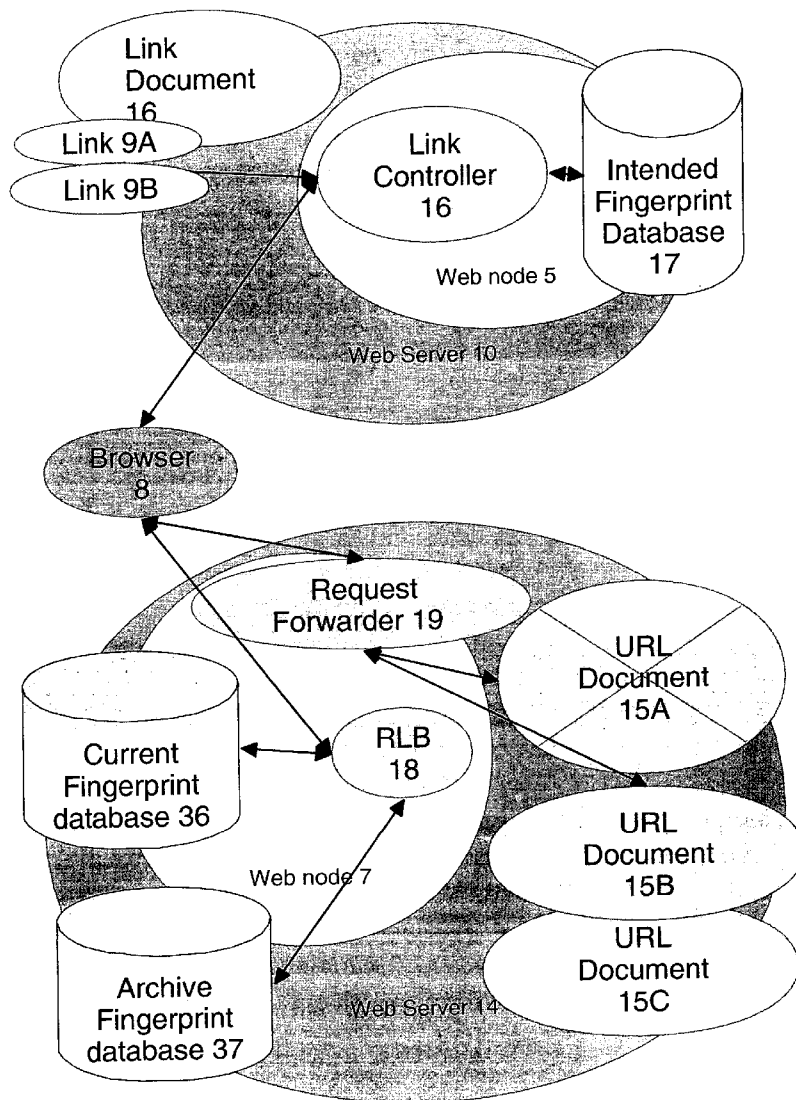 Link
Document
16
Link 9A
Link 9B
Link
Controller
16
Intended
Fingerprint
Database
17
Web node 5
Web Server 10
Browser
8
Request
Forwarder 19
URL
Document
15A
Current
Fingerprint
database 36
RLB
18
URL
Document
15B
Web node 7
URL
Document
15C
Archive
Fingerprint
database 37
Web Server 14